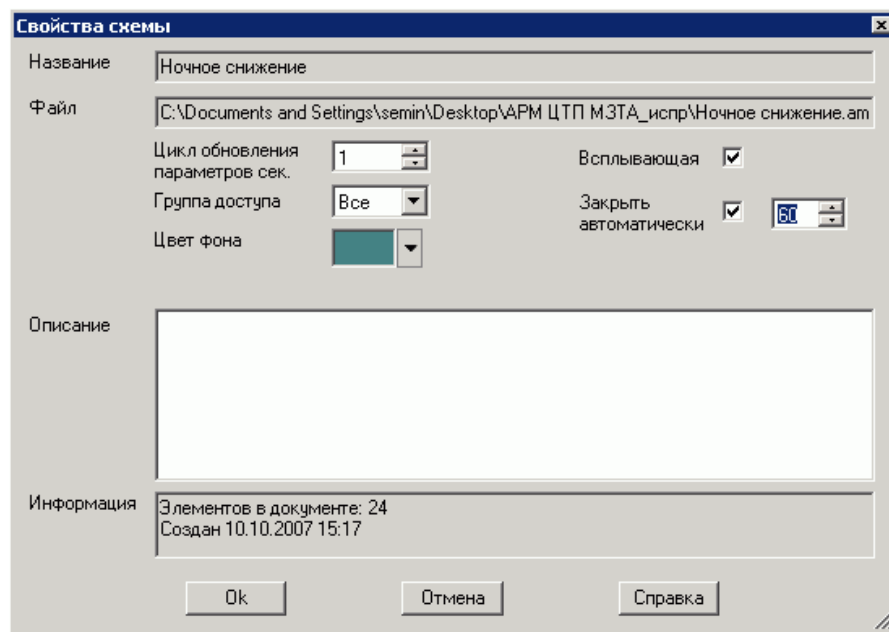 Свойства схемы
Название
Ночное снижение
Файл
C:\Documents and Settings\semin\Desktop\АРМ ЦТП МЗТА_испр\Ночное снижение.am
Цикл обновления
параметров сек.
1
Всплывающая
Группа доступа
Все
Закрыть
автоматически
60
Цвет фона
Описание
Информация
Элементов в документе: 24
Создан 10.10.2007 15:17
Ok
Отмена
Справка